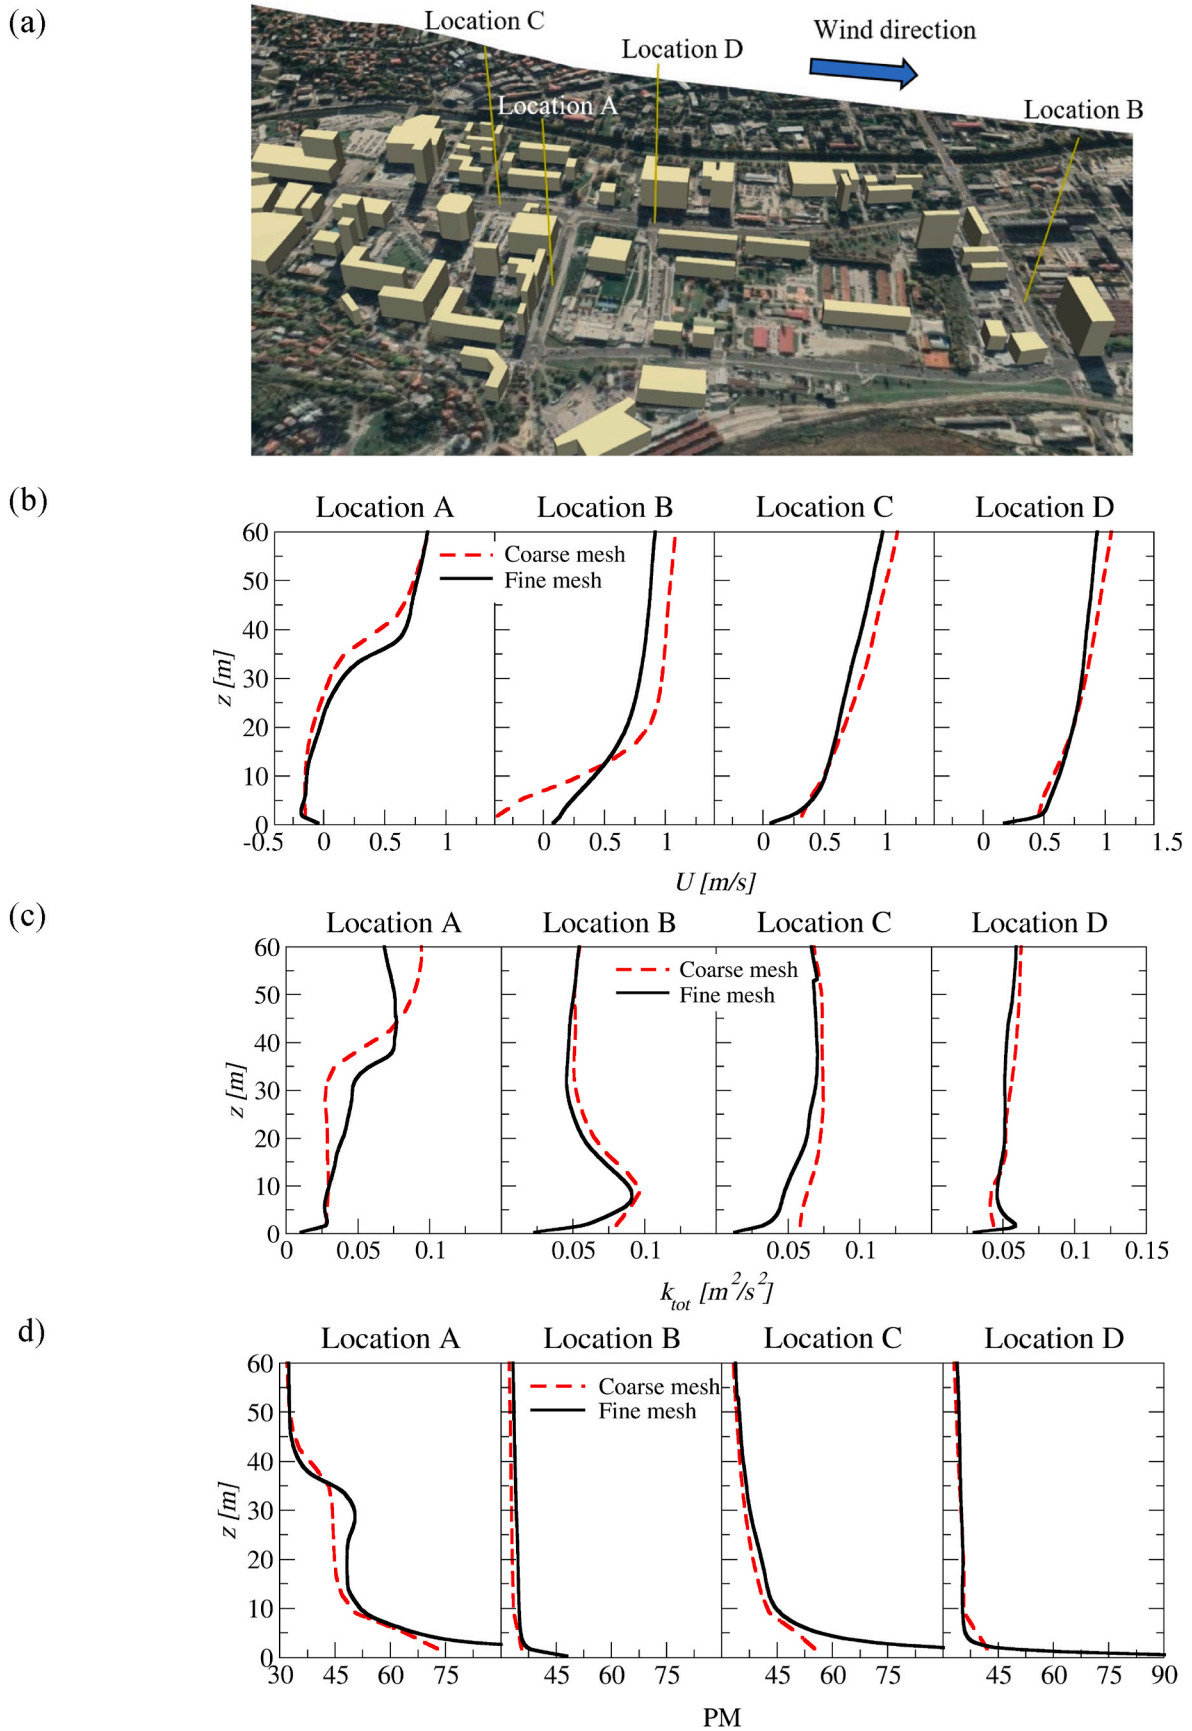 (a)
Location C
Location D
Wind direction
Location A
Location B
(b)
Location A Location B Location C Location D
60
50
40
30
20
10
0
z [m]
Coarse mesh
Fine mesh
-0.5 0 0.5 1 0 0.5 1 0 0.5 1 0 0.5 1 1.5
U [m/s]
(c)
Location A Location B Location C Location D
60
50
40
30
20
10
0
z [m]
Coarse mesh
Fine mesh
0 0.05 0.1 0.05 0.1 0.05 0.1 0.05 0.1 0.15
k_tot [m²/s²]
d)
Location A Location B Location C Location D
60
50
40
30
20
10
0
z [m]
Coarse mesh
Fine mesh
30 45 60 75 45 60 75 30 45 60 75 45 60 75 90
PM